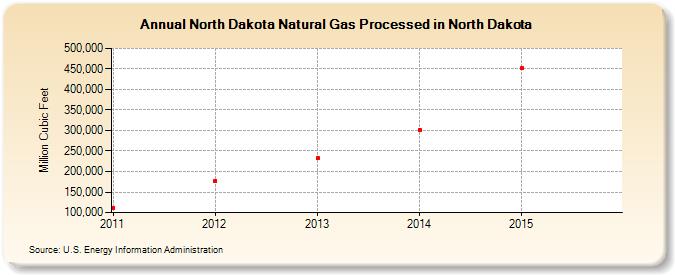 Annual North Dakota Natural Gas Processed in North Dakota
Million Cubic Feet
500,000
450,000
400,000
350,000
300,000
250,000
200,000
150,000
100,000
2011 2012 2013 2014 2015
Source: U.S. Energy Information Administration